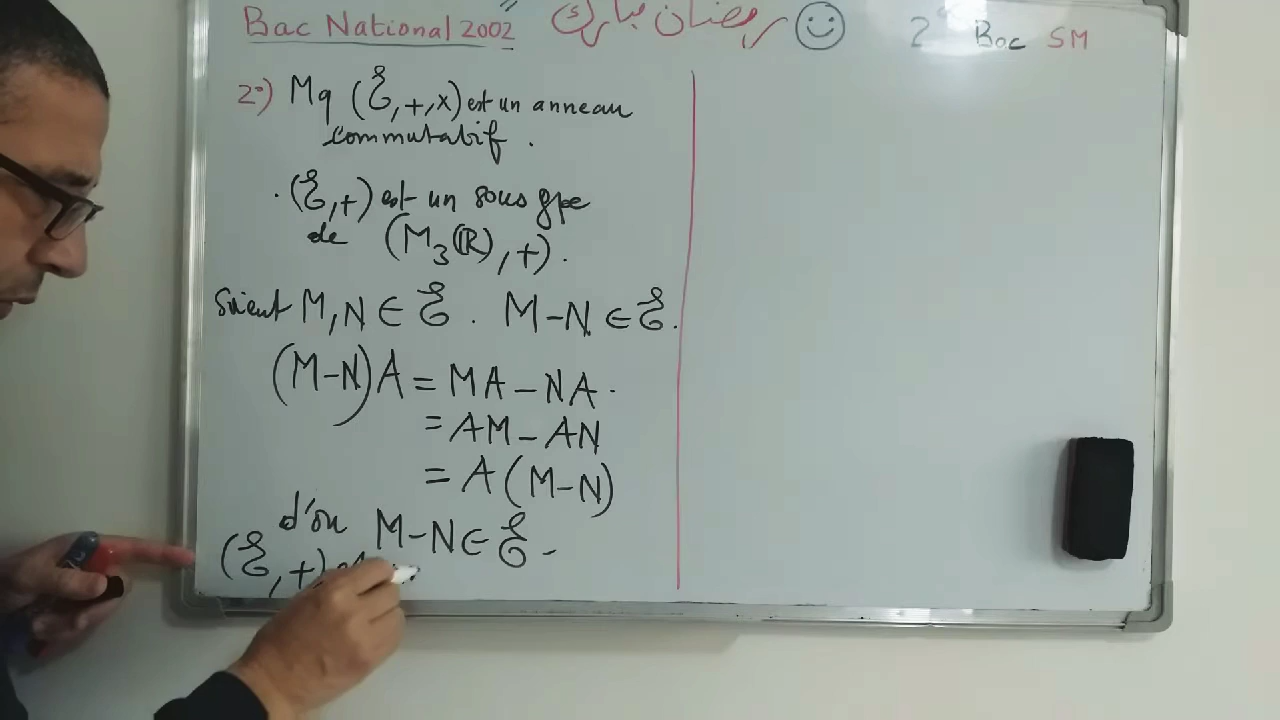 Bac National 2002 رمضان مبارك 2e Bac SM
2°) Mq (ℰ,+,x) est un anneau
commutatif.
. (ℰ,+) est un sous gpe
de (M₃(ℝ),+).
Soient M,N ∈ ℰ. M-N ∈ ℰ.
(M-N)A = MA - NA.
= AM - AN
= A(M-N)
d'où M-N ∈ ℰ -
(ℰ,+)